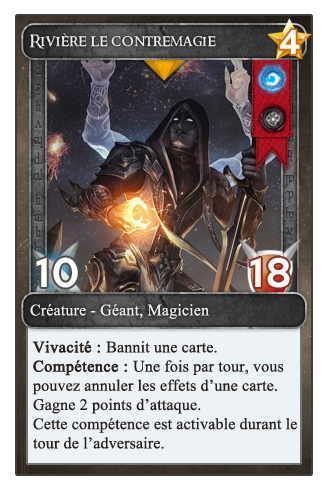 RIVIÈRE LE CONTREMAGIE
4
10
18
Créature - Géant, Magicien
Vivacité : Bannit une carte.
Compétence : Une fois par tour, vous
pouvez annuler les effets d’une carte.
Gagne 2 points d’attaque.
Cette compétence est activable durant le
tour de l’adversaire.